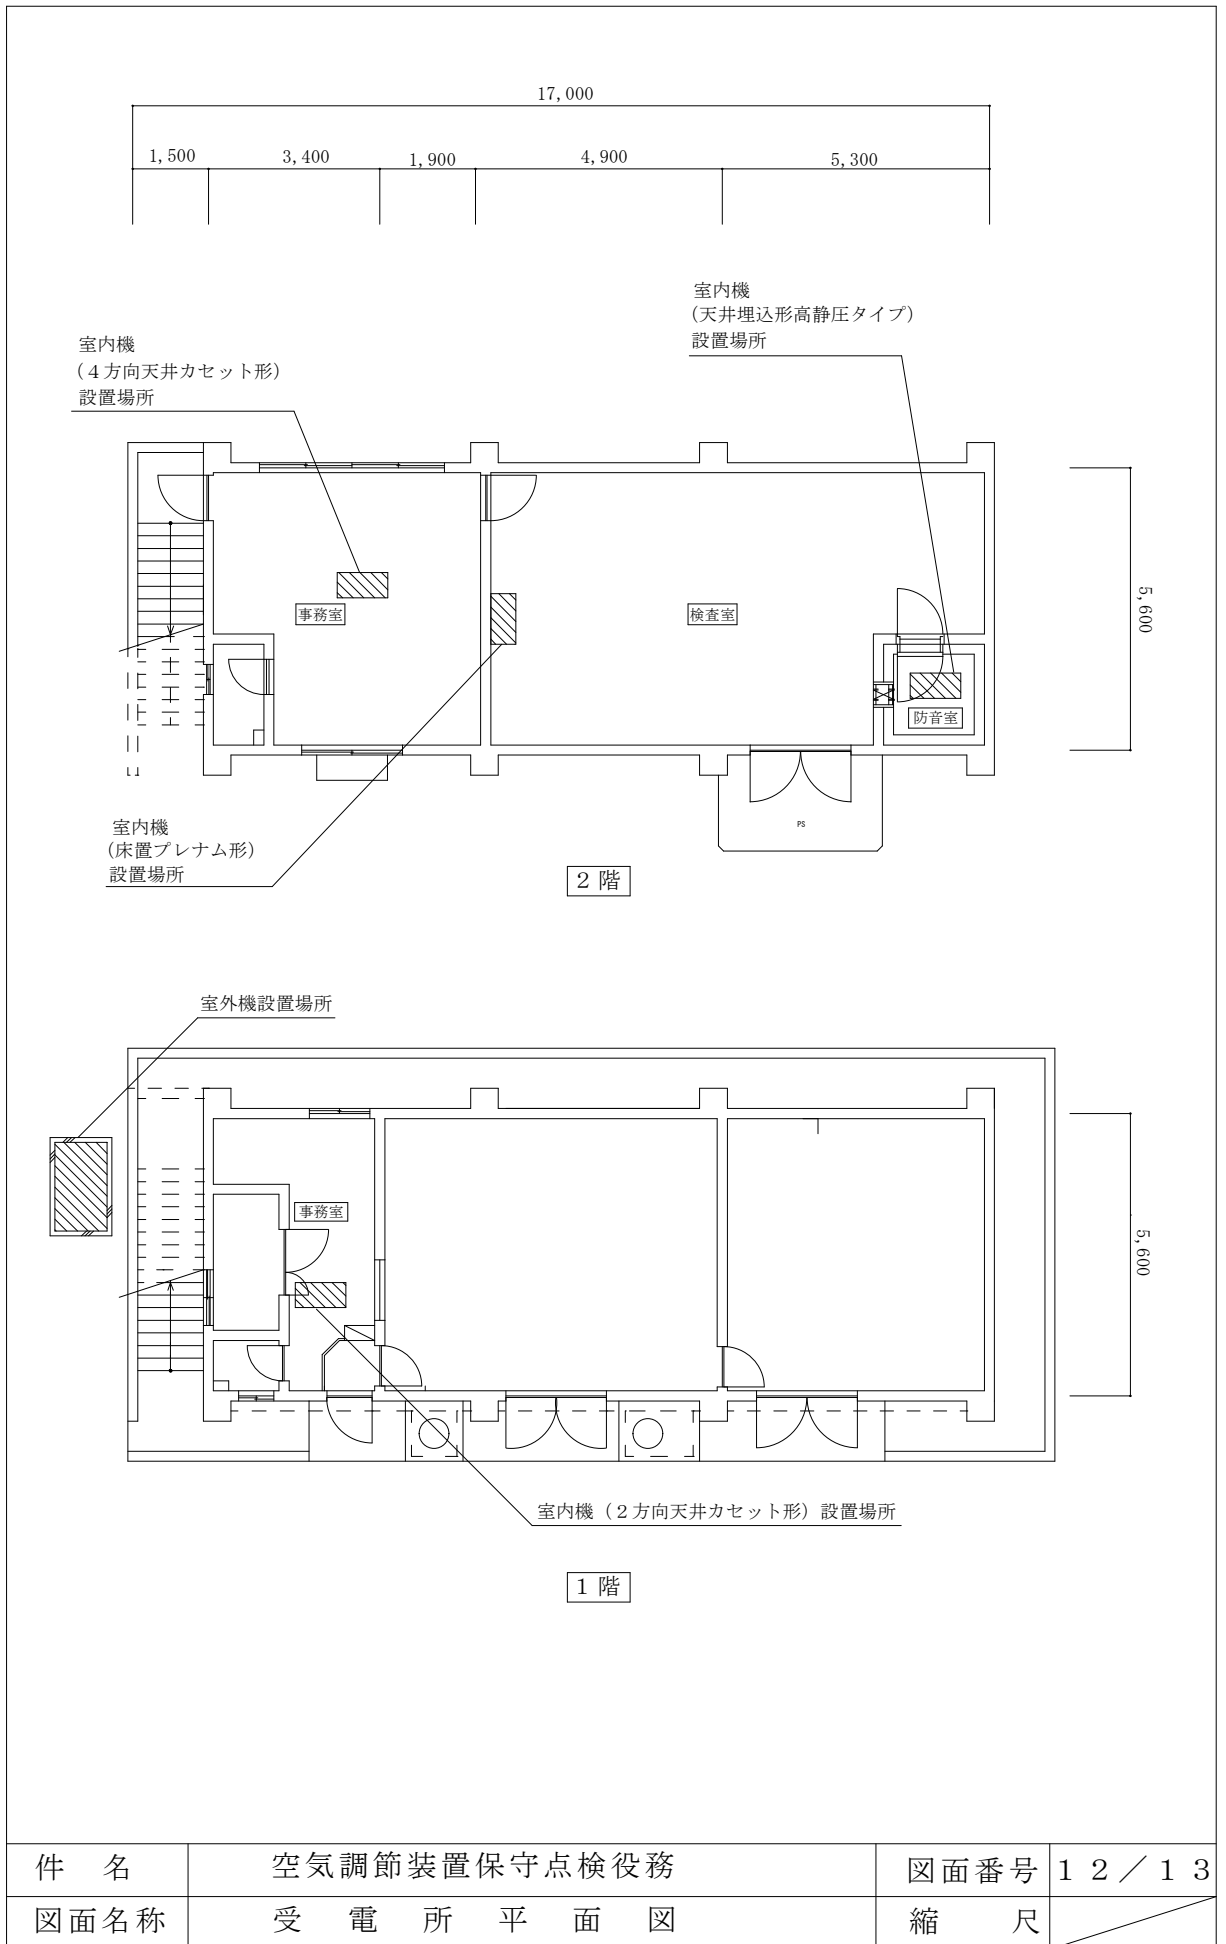 17,000
1,500
3,400
1,900
4,900
5,300
室内機
(天井埋込形高静圧タイプ)
設置場所
室内機
(４方向天井カセット形)
設置場所
5,600
事務室
検査室
防音室
PS
室内機
(床置プレナム形)
設置場所
２階
室外機設置場所
事務室
5,600
室内機（２方向天井カセット形）設置場所
１階
件　名　空気調節装置保守点検役務　図面番号　１２／１３
図面名称　受　電　所　平　面　図　縮　尺